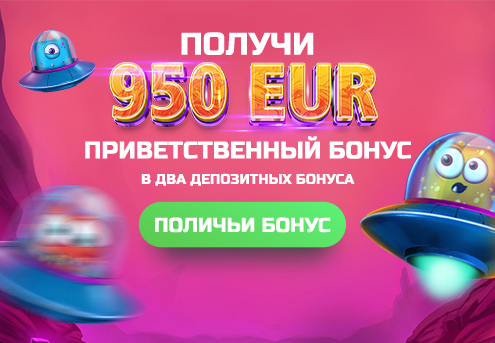 ПОЛУЧИ
950 EUR
ПРИВЕТСТВЕННЫЙ БОНУС
В ДВА ДЕПОЗИТНЫХ БОНУСА
ПОЛИЧЬИ БОНУС